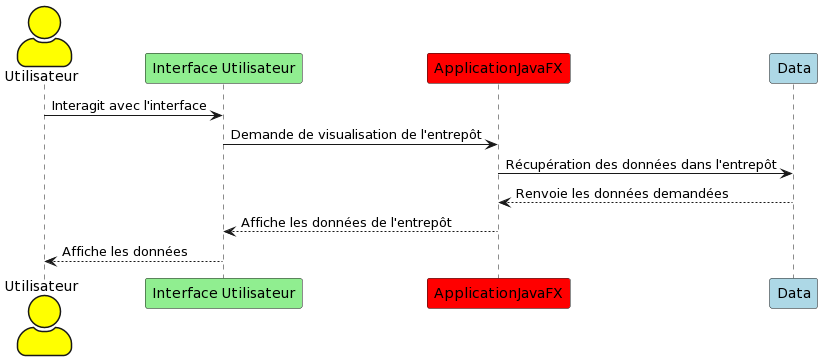 Utilisateur
Interface Utilisateur
ApplicationJavaFX
Data
Interagit avec l'interface
Demande de visualisation de l'entrepôt
Récupération des données dans l'entrepôt
Renvoie les données demandées
Affiche les données de l'entrepôt
Affiche les données
Utilisateur
Interface Utilisateur
ApplicationJavaFX
Data